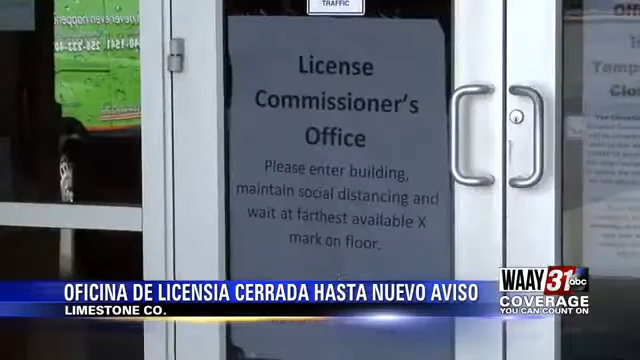 TRAFFIC
License
Commissioner's
Office
Please enter building,
maintain social distancing and
wait at farthest available X
mark on floor.
OFICINA DE LICENSIA CERRADA HASTA NUEVO AVISO
LIMESTONE CO.
WAAY 31 abc
COVERAGE
YOU CAN COUNT ON